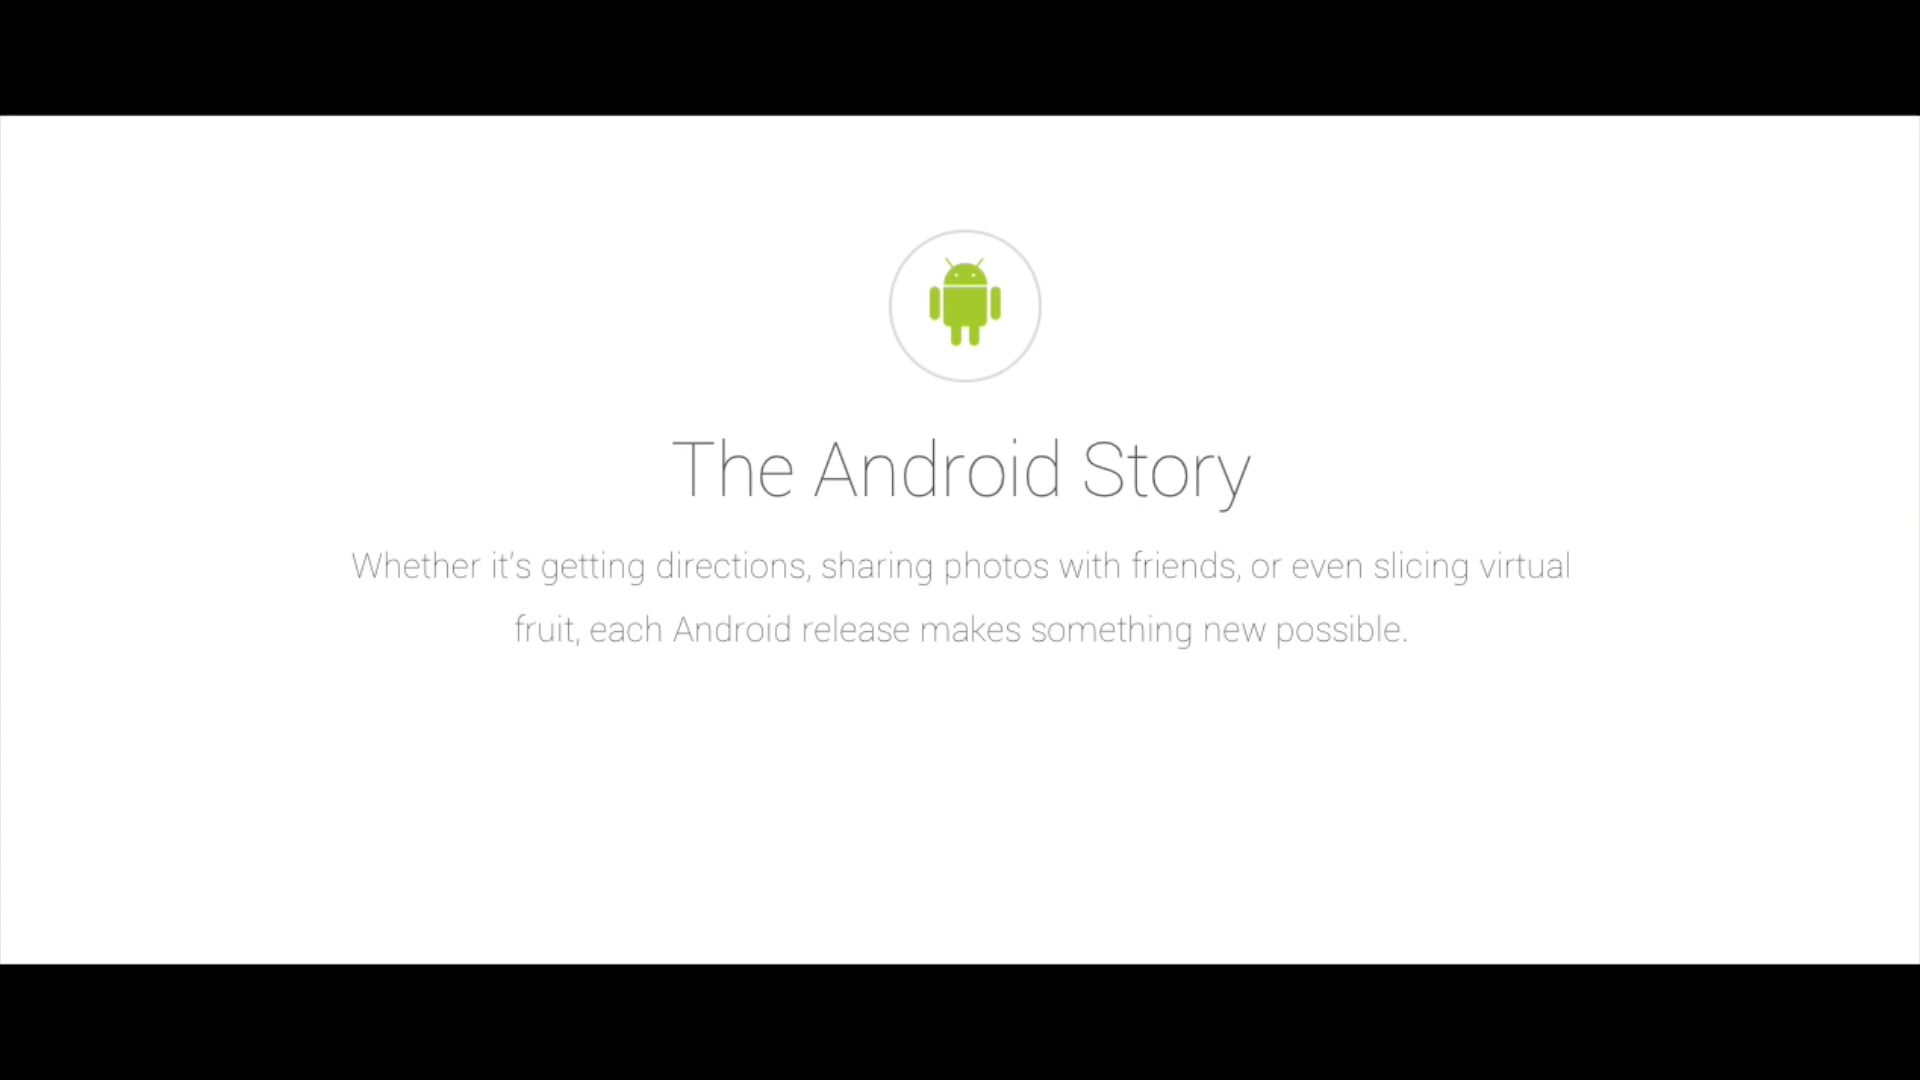 The Android Story
Whether it's getting directions, sharing photos with friends, or even slicing virtual
fruit, each Android release makes something new possible.